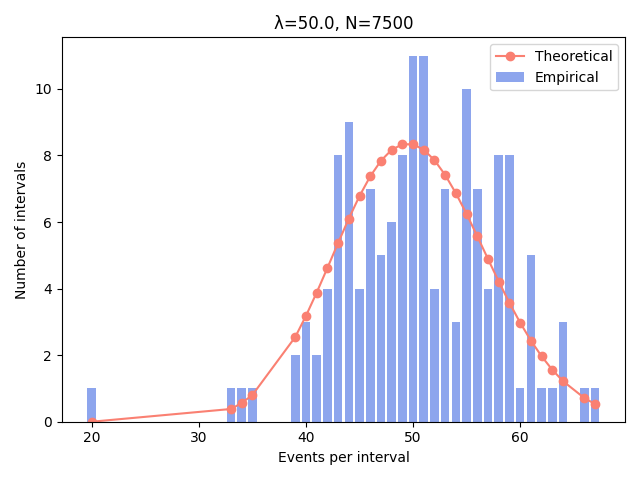 λ=50.0, N=7500
Theoretical
Empirical
Number of intervals
10
8
6
4
2
0
20
30
40
50
60
Events per interval